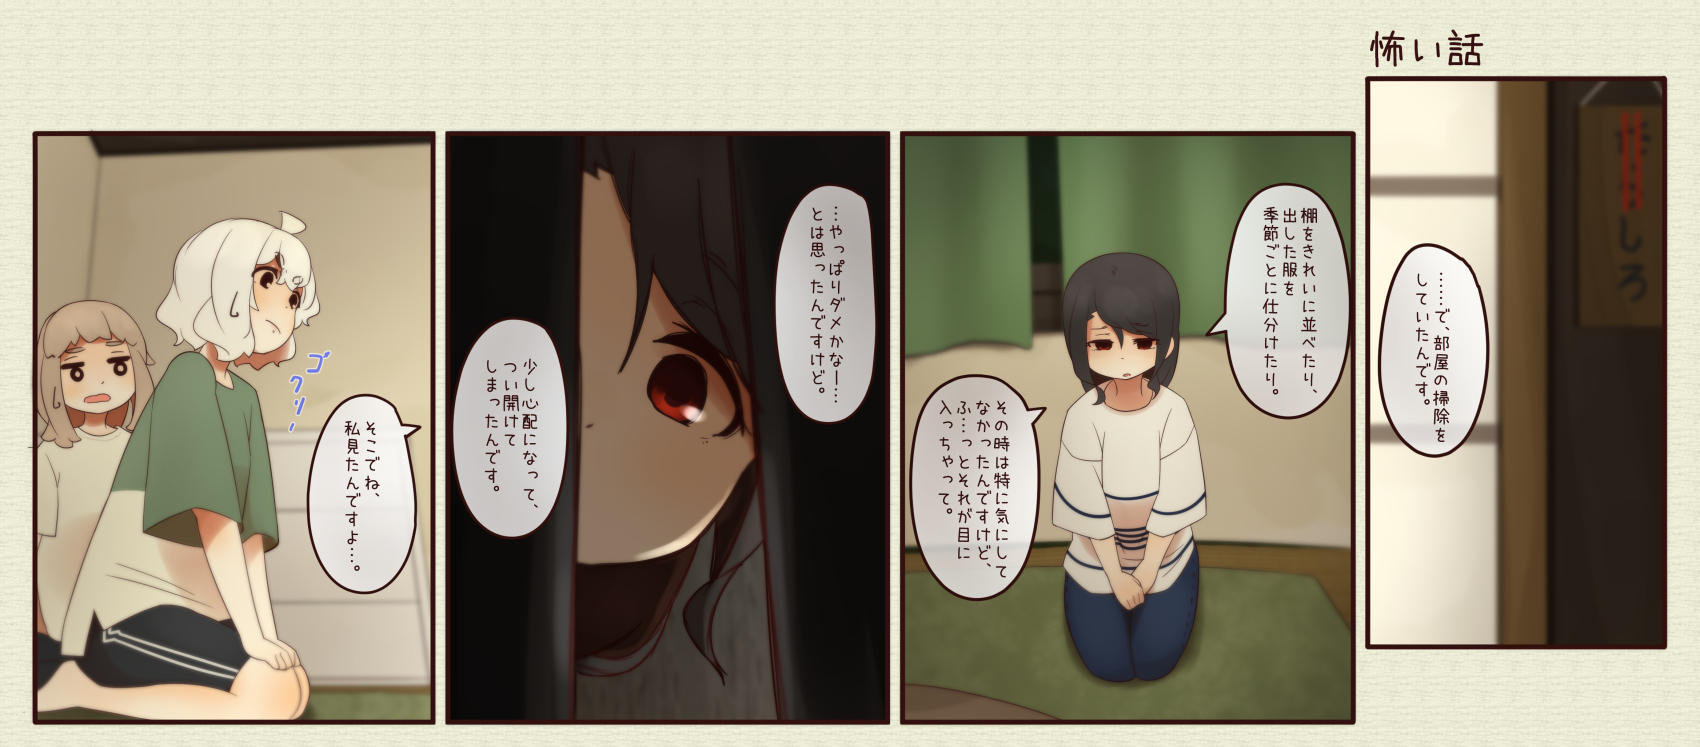 怖い話
しろ
……で、部屋の掃除を
していたんです。
棚をきれいに並べたり、
出した服を
季節ごとに仕分けたり。
その時は特に気にして
なかったんですけど、
ふ…っとそれが目に
入っちゃって。
…やっぱりダメかなー…
とは思ったんですけど。
少し心配になって、
つい開けて
しまったんです。
そこでね、
私見たんですよ…。
ゴクリ…